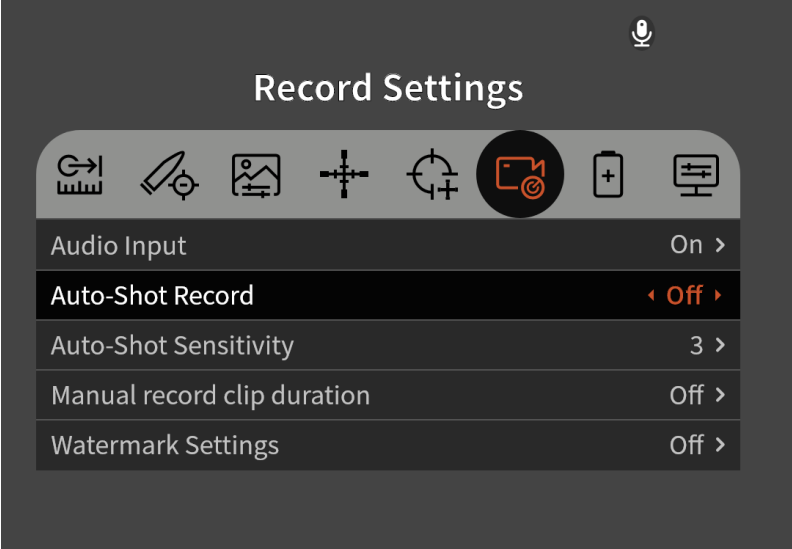 Record Settings
Audio Input On
Auto-Shot Record Off
Auto-Shot Sensitivity 3
Manual record clip duration Off
Watermark Settings Off